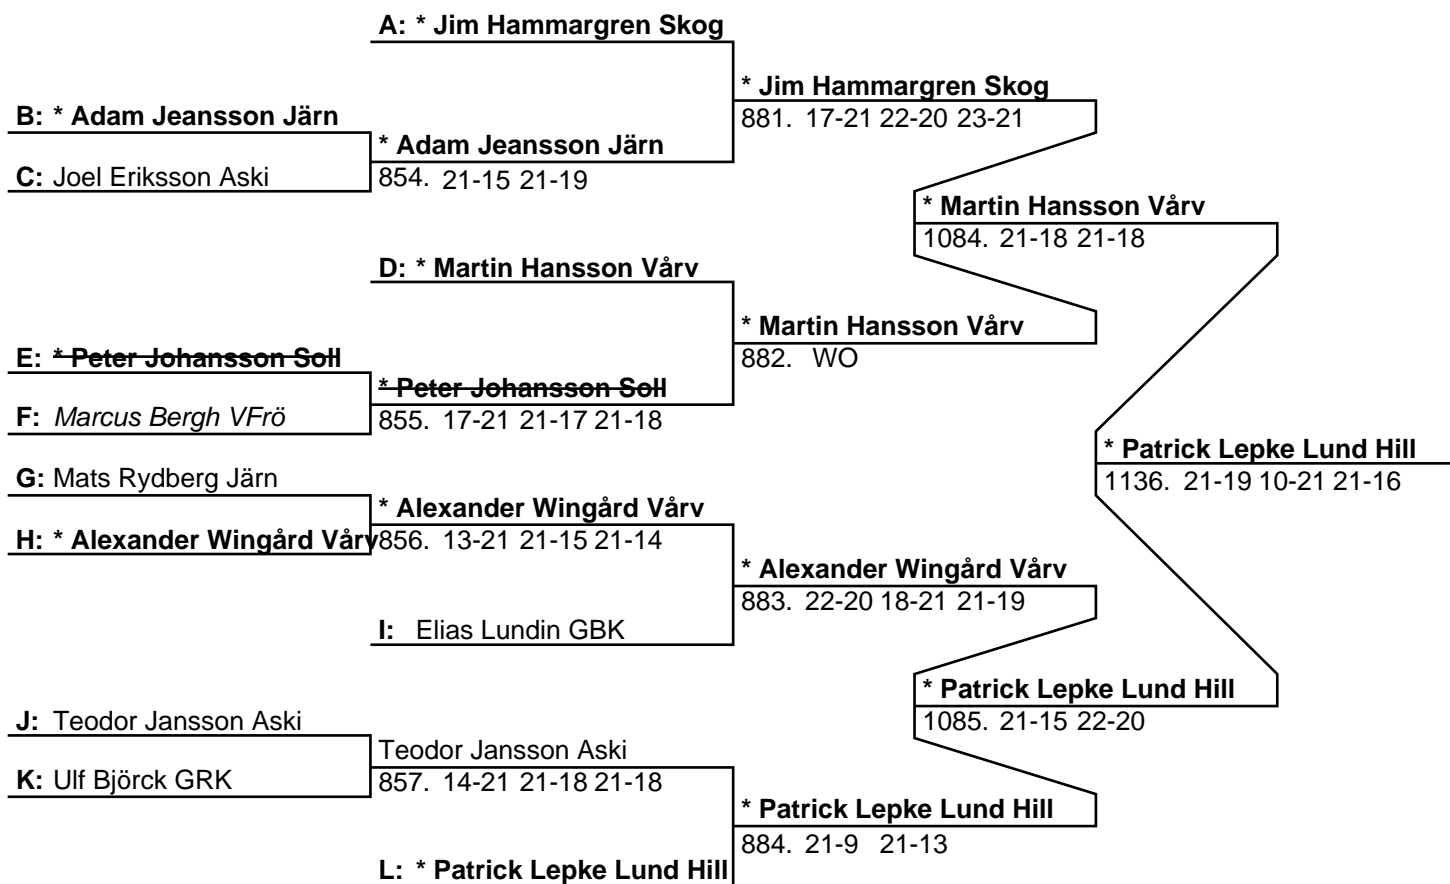 A: * Jim Hammargren Skog
* Jim Hammargren Skog
B: * Adam Jeansson Järn
881. 17-21 22-20 23-21
* Adam Jeansson Järn
C: Joel Eriksson Aski
854. 21-15 21-19
* Martin Hansson Vårv
1084. 21-18 21-18
D: * Martin Hansson Vårv
* Martin Hansson Vårv
E: * Peter Johansson Soll
882. WO
* Peter Johansson Soll
F: Marcus Bergh VFrö
855. 17-21 21-17 21-18
* Patrick Lepke Lund Hill
G: Mats Rydberg Järn
1136. 21-19 10-21 21-16
* Alexander Wingård Vårv
H: * Alexander Wingård Vårv
856. 13-21 21-15 21-14
* Alexander Wingård Vårv
883. 22-20 18-21 21-19
I: Elias Lundin GBK
* Patrick Lepke Lund Hill
J: Teodor Jansson Aski
1085. 21-15 22-20
Teodor Jansson Aski
K: Ulf Björck GRK
857. 14-21 21-18 21-18
* Patrick Lepke Lund Hill
884. 21-9 21-13
L: * Patrick Lepke Lund Hill